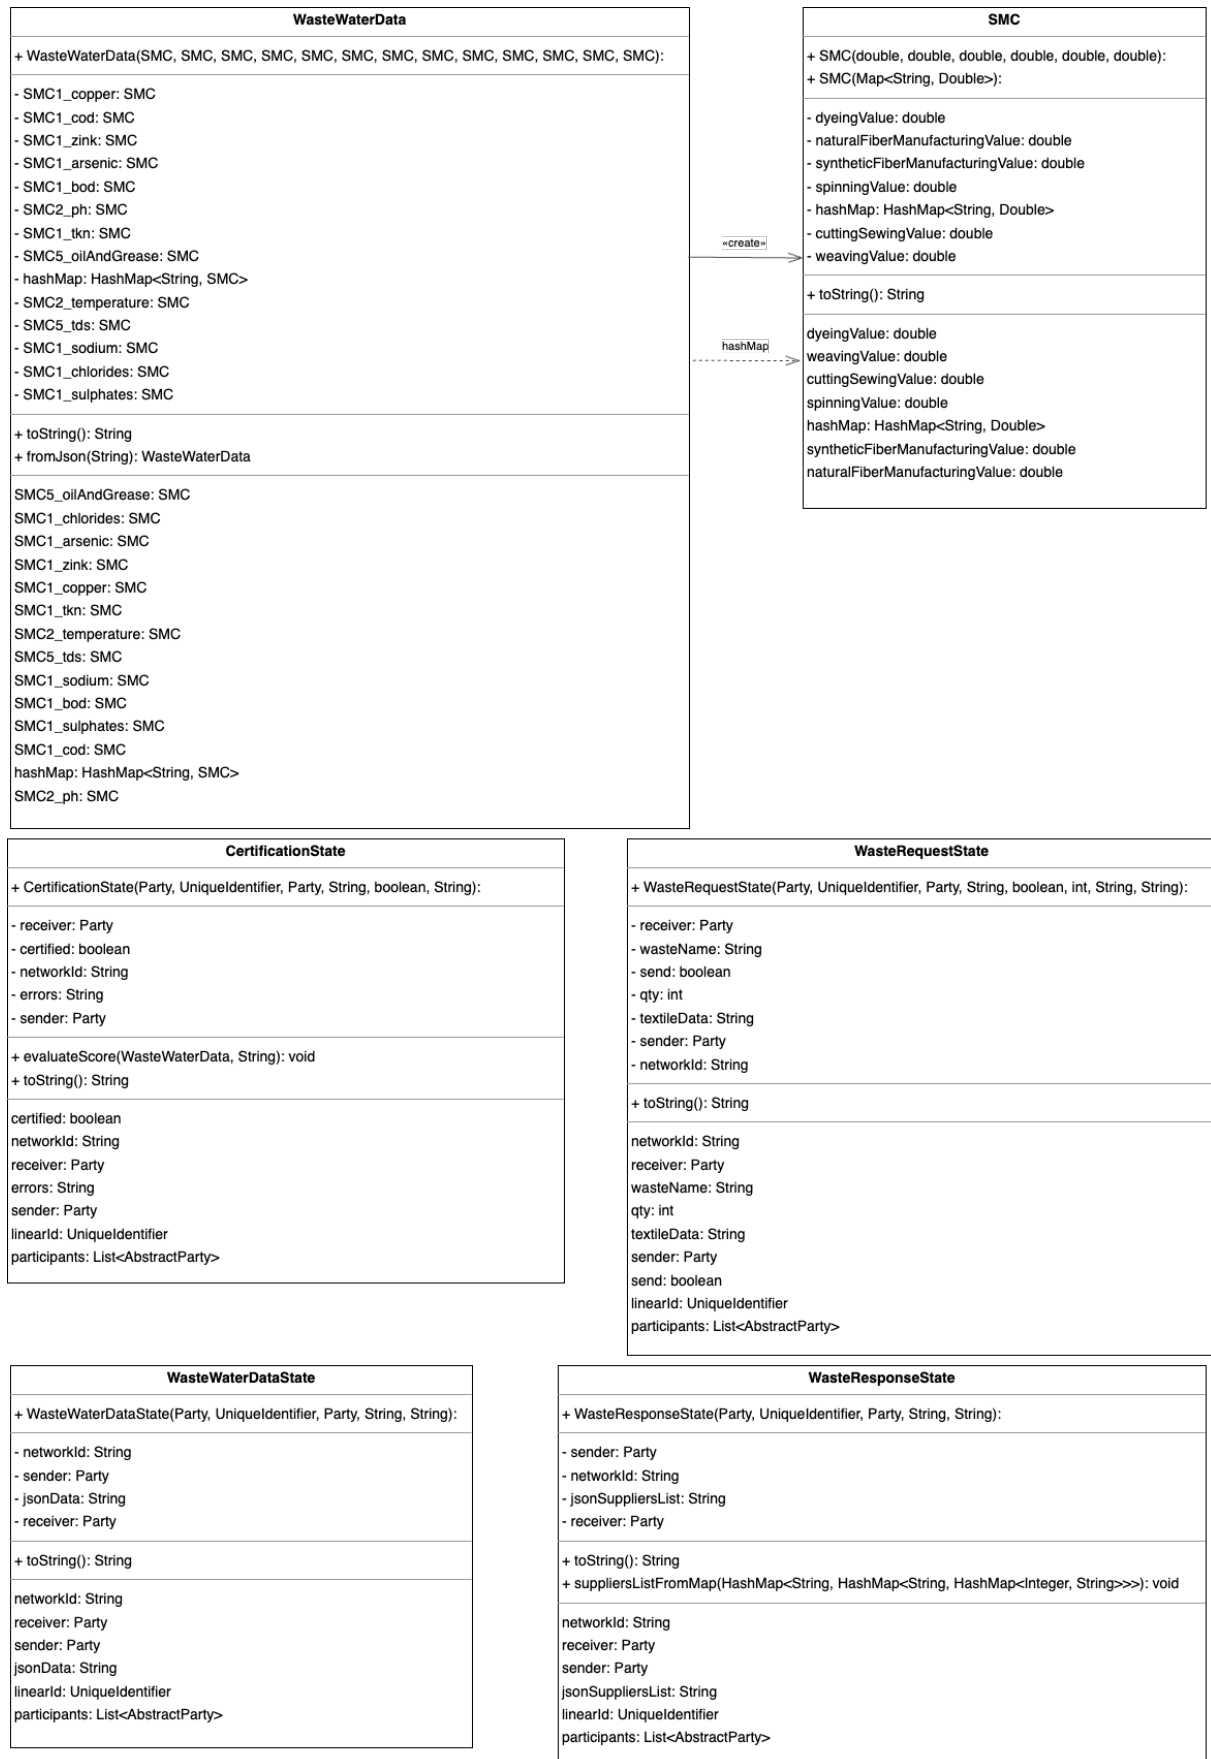 WasteWaterData
+ WasteWaterData(SMC, SMC, SMC, SMC, SMC, SMC, SMC, SMC, SMC, SMC, SMC, SMC, SMC):
- SMC1_copper: SMC
- SMC1_cod: SMC
- SMC1_zink: SMC
- SMC1_arsenic: SMC
- SMC1_bod: SMC
- SMC2_ph: SMC
- SMC1_tkn: SMC
- SMC5_oilAndGrease: SMC
- hashMap: HashMap<String, SMC>
- SMC2_temperature: SMC
- SMC5_tds: SMC
- SMC1_sodium: SMC
- SMC1_chlorides: SMC
- SMC1_sulphates: SMC
+ toString(): String
+ fromJson(String): WasteWaterData
SMC5_oilAndGrease: SMC
SMC1_chlorides: SMC
SMC1_arsenic: SMC
SMC1_zink: SMC
SMC1_copper: SMC
SMC1_tkn: SMC
SMC2_temperature: SMC
SMC5_tds: SMC
SMC1_sodium: SMC
SMC1_bod: SMC
SMC1_sulphates: SMC
SMC1_cod: SMC
hashMap: HashMap<String, SMC>
SMC2_ph: SMC
«create»
hashMap
SMC
+ SMC(double, double, double, double, double, double):
+ SMC(Map<String, Double>):
- dyeingValue: double
- naturalFiberManufacturingValue: double
- syntheticFiberManufacturingValue: double
- spinningValue: double
- hashMap: HashMap<String, Double>
- cuttingSewingValue: double
- weavingValue: double
+ toString(): String
dyeingValue: double
weavingValue: double
cuttingSewingValue: double
spinningValue: double
hashMap: HashMap<String, Double>
syntheticFiberManufacturingValue: double
naturalFiberManufacturingValue: double
CertificationState
+ CertificationState(Party, UniqueIdentifier, Party, String, boolean, String):
- receiver: Party
- certified: boolean
- networkId: String
- errors: String
- sender: Party
+ evaluateScore(WasteWaterData, String): void
+ toString(): String
certified: boolean
networkId: String
receiver: Party
errors: String
sender: Party
linearId: UniqueIdentifier
participants: List<AbstractParty>
WasteRequestState
+ WasteRequestState(Party, UniqueIdentifier, Party, String, boolean, int, String, String):
- receiver: Party
- wasteName: String
- send: boolean
- qty: int
- textileData: String
- sender: Party
- networkId: String
+ toString(): String
networkId: String
receiver: Party
wasteName: String
qty: int
textileData: String
sender: Party
send: boolean
linearId: UniqueIdentifier
participants: List<AbstractParty>
WasteWaterDataState
+ WasteWaterDataState(Party, UniqueIdentifier, Party, String, String):
- networkId: String
- sender: Party
- jsonData: String
- receiver: Party
+ toString(): String
networkId: String
receiver: Party
sender: Party
jsonData: String
linearId: UniqueIdentifier
participants: List<AbstractParty>
WasteResponseState
+ WasteResponseState(Party, UniqueIdentifier, Party, String, String):
- sender: Party
- networkId: String
- jsonSuppliersList: String
- receiver: Party
+ toString(): String
+ suppliersListFromMap(HashMap<String, HashMap<String, HashMap<Integer, String>>>): void
networkId: String
receiver: Party
sender: Party
jsonSuppliersList: String
linearId: UniqueIdentifier
participants: List<AbstractParty>